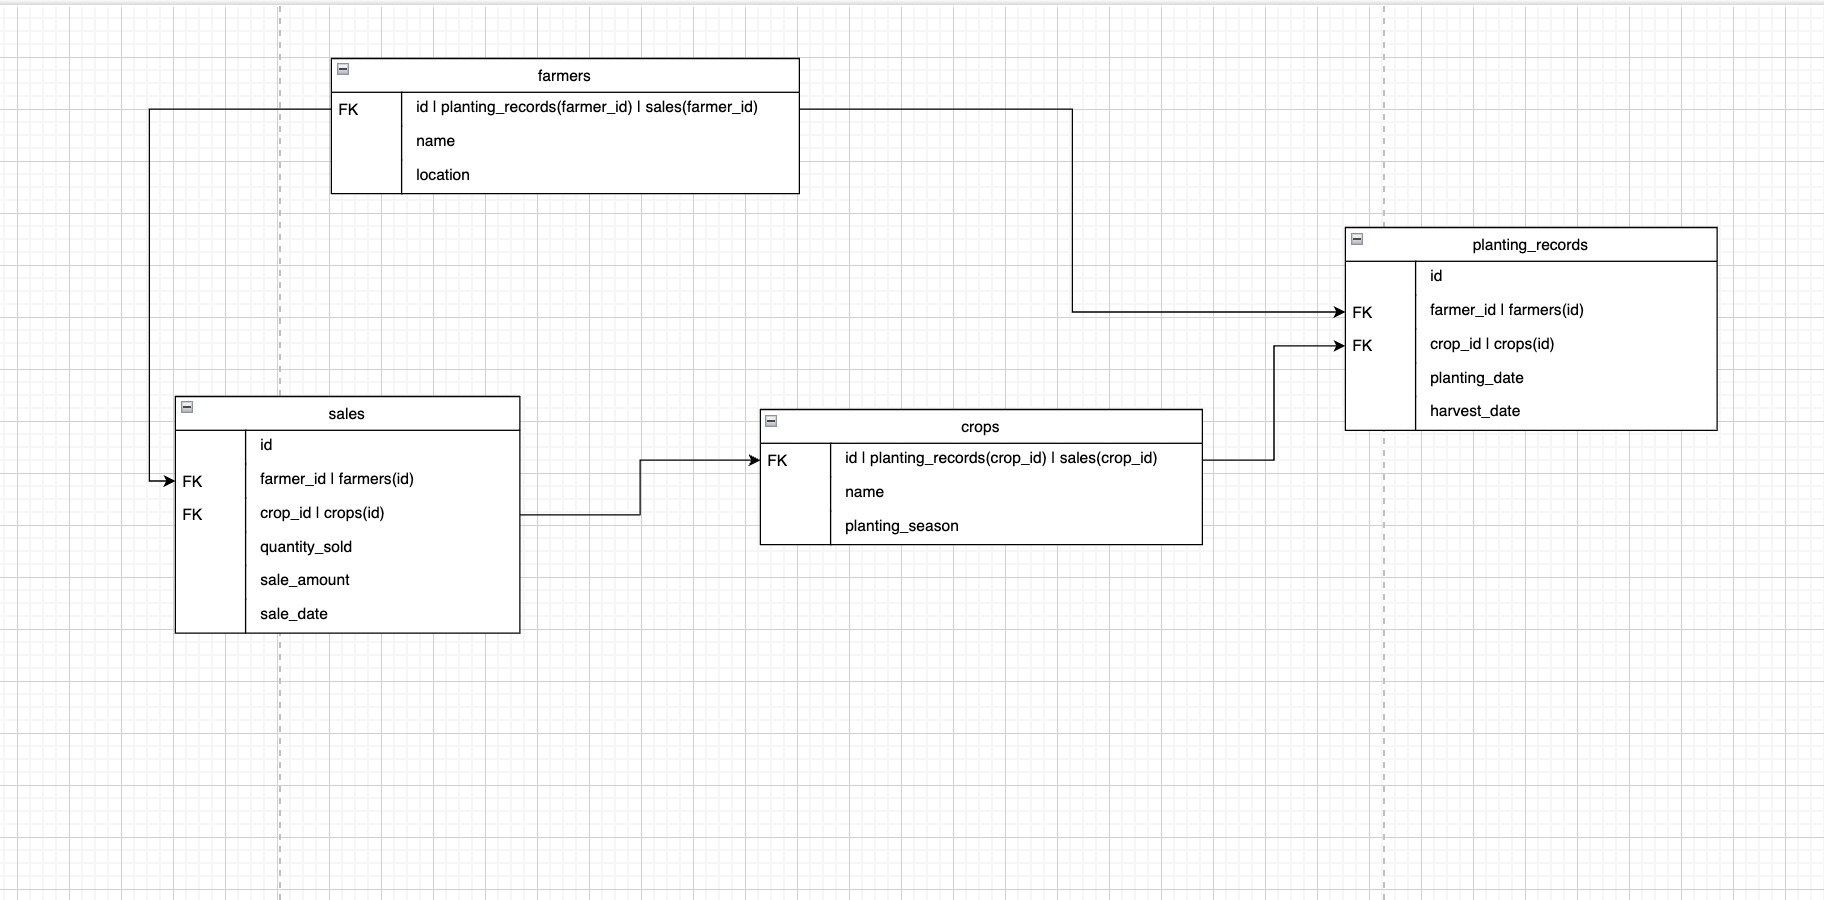 farmers
FK id | planting_records(farmer_id) | sales(farmer_id)
name
location
planting_records
id
FK farmer_id | farmers(id)
FK crop_id | crops(id)
planting_date
harvest_date
sales
id
FK farmer_id | farmers(id)
FK crop_id | crops(id)
quantity_sold
sale_amount
sale_date
crops
FK id | planting_records(crop_id) | sales(crop_id)
name
planting_season